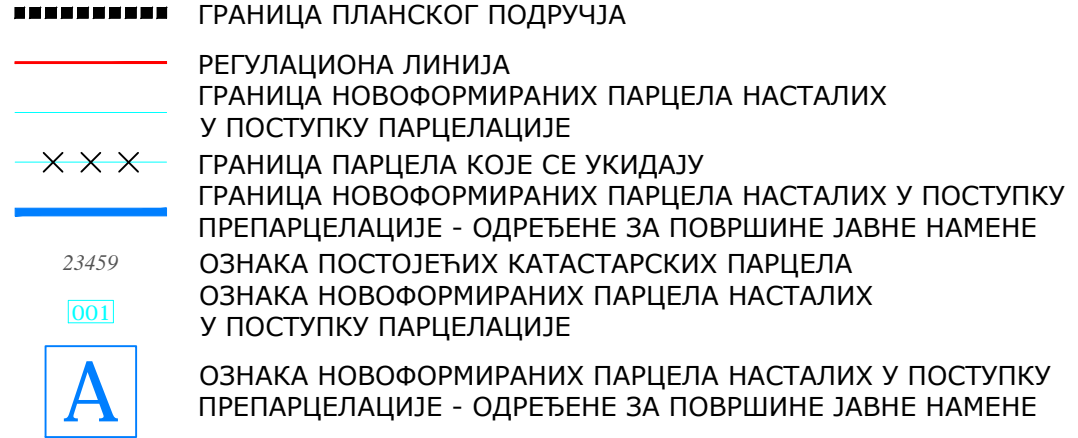 ГРАНИЦА ПЛАНСКОГ ПОДРУЧЈА
РЕГУЛАЦИОНА ЛИНИЈА
ГРАНИЦА НОВОФОРМИРАНИХ ПАРЦЕЛА НАСТАЛИХ
У ПОСТУПКУ ПАРЦЕЛАЦИЈЕ
ГРАНИЦА ПАРЦЕЛА КОЈЕ СЕ УКИДАЈУ
ГРАНИЦА НОВОФОРМИРАНИХ ПАРЦЕЛА НАСТАЛИХ У ПОСТУПКУ
ПРЕПАРЦЕЛАЦИЈЕ - ОДРЕЂЕНЕ ЗА ПОВРШИНЕ ЈАВНЕ НАМЕНЕ
23459 ОЗНАКА ПОСТОЈЕЋИХ КАТАСТАРСКИХ ПАРЦЕЛА
001 ОЗНАКА НОВОФОРМИРАНИХ ПАРЦЕЛА НАСТАЛИХ
У ПОСТУПКУ ПАРЦЕЛАЦИЈЕ
А ОЗНАКА НОВОФОРМИРАНИХ ПАРЦЕЛА НАСТАЛИХ У ПОСТУПКУ
ПРЕПАРЦЕЛАЦИЈЕ - ОДРЕЂЕНЕ ЗА ПОВРШИНЕ ЈАВНЕ НАМЕНЕ